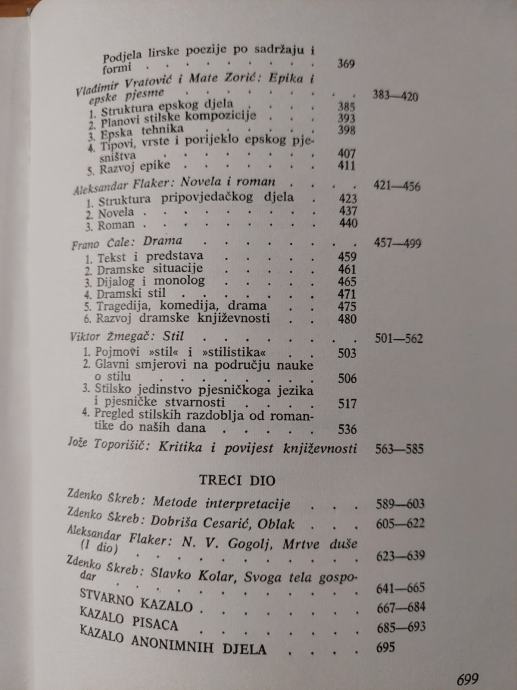 Podjela lirske poezije po sadržaju i
formi . . . . . . . 369
Vladimir Vratović i Mate Zorić: Epika i
epske pjesme . . . . . . . . 383—420
1. Struktura epskog djela . . . . 385
2. Planovi stilske kompozicije . . . 393
3. Epska tehnika . . . . . . 398
4. Tipovi, vrste i porijeklo epskog pje-
sništva . . . . . . . 407
5. Razvoj epike . . . . . . 411
Aleksandar Flaker: Novela i roman . . . . 421—456
1. Struktura pripovjedačkog djela . 423
2. Novela . . . . . . . 437
3. Roman . . . . . . . 440
Frano Čale: Drama . . . . . . . . 457—499
1. Tekst i predstava . . . . . 459
2. Dramske situacije . . . . . 461
3. Dijalog i monolog . . . . . 465
4. Dramski stil . . . . . . 471
5. Tragedija, komedija, drama . . 475
6. Razvoj dramske književnosti . . 480
Viktor Žmegač: Stil . . . . . . . . 501—562
1. Pojmovi »stil« i »stilistika« . . 503
2. Glavni smjerovi na području nauke
o stilu . . . . . . . 506
3. Stilsko jedinstvo pjesničkoga jezika
i pjesničke stvarnosti . . . . 517
4. Pregled stilskih razdoblja od roman-
tike do naših dana . . . . . 536
Jože Toporišič: Kritika i povijest književnosti 563—585
TREĆI DIO
Zdenko Škreb: Metode interpretacije . . . 589—603
Zdenko Škreb: Dobriša Cesarić, Oblak . . . 605—622
Aleksandar Flaker: N. V. Gogolj, Mrtve duše
(I dio) . . . . . . . . . 623—639
Zdenko Škreb: Slavko Kolar, Svoga tela gospo-
dar . . . . . . . . . . 641—665
STVARNO KAZALO . . . . . . . . 667—684
KAZALO PISACA . . . . . . . . 685—693
KAZALO ANONIMNIH DJELA . . . . 695
699